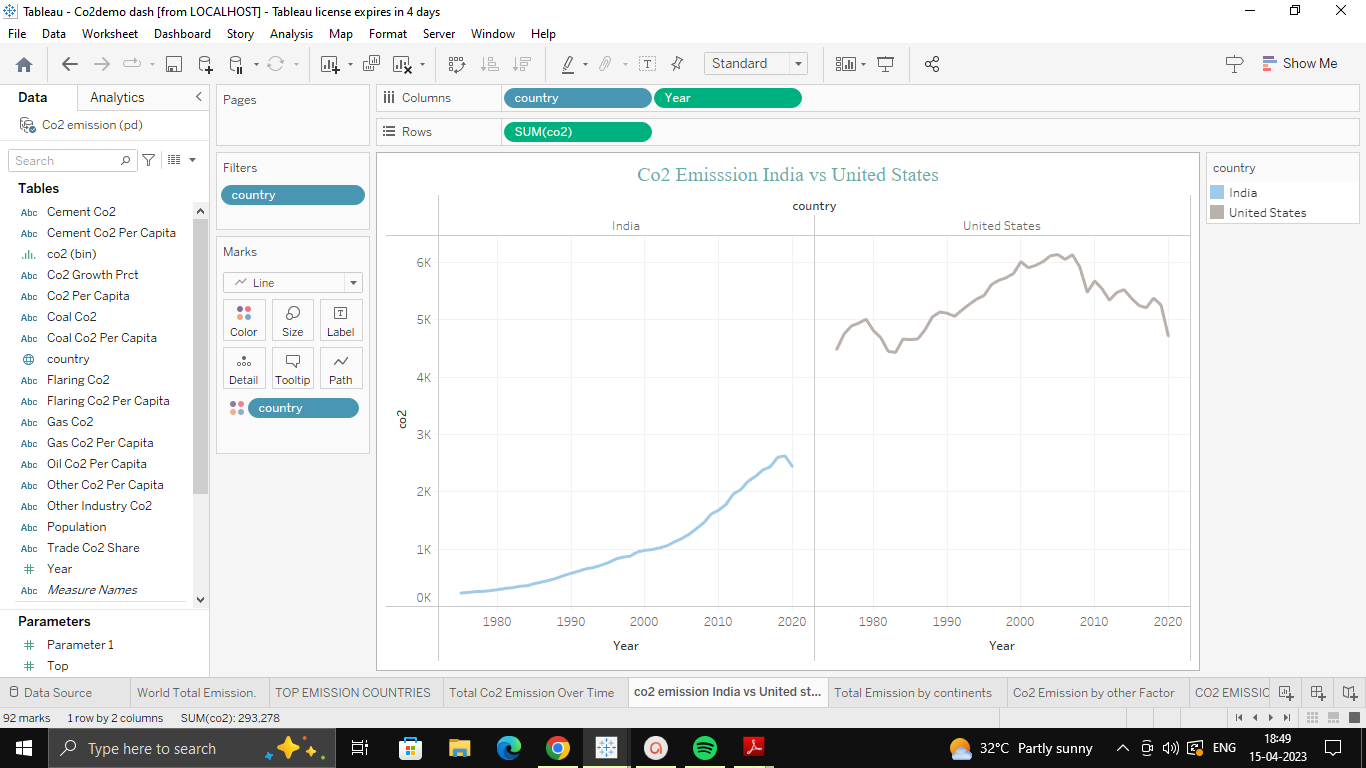 Tableau - Co2demo dash [from LOCALHOST] - Tableau license expires in 4 days
File Data Worksheet Dashboard Story Analysis Map Format Server Window Help
Standard
Show Me
Data Analytics
Co2 emission (pd)
Search
Tables
Abc Cement Co2
Abc Cement Co2 Per Capita
co2 (bin)
Abc Co2 Growth Prct
Abc Co2 Per Capita
Abc Coal Co2
Abc Coal Co2 Per Capita
country
Abc Flaring Co2
Abc Flaring Co2 Per Capita
Abc Gas Co2
Abc Gas Co2 Per Capita
Abc Oil Co2 Per Capita
Abc Other Co2 Per Capita
Abc Other Industry Co2
Abc Population
Abc Trade Co2 Share
# Year
Abc Measure Names
Parameters
# Parameter 1
# Top
Pages
Filters
country
Marks
Line
Color Size Label
Detail Tooltip Path
country
Columns country Year
Rows SUM(co2)
Co2 Emisssion India vs United States
country
India United States
6K
5K
4K
3K
2K
1K
0K
co2
1980 1990 2000 2010 2020 1980 1990 2000 2010 2020
Year Year
country
India
United States
Data Source World Total Emission. TOP EMISSION COUNTRIES Total Co2 Emission Over Time co2 emission India vs United st... Total Emission by continents Co2 Emission by other Factor CO2 EMISSIC
92 marks 1 row by 2 columns SUM(co2): 293,278
Type here to search
32°C Partly sunny ENG 18:49
15-04-2023